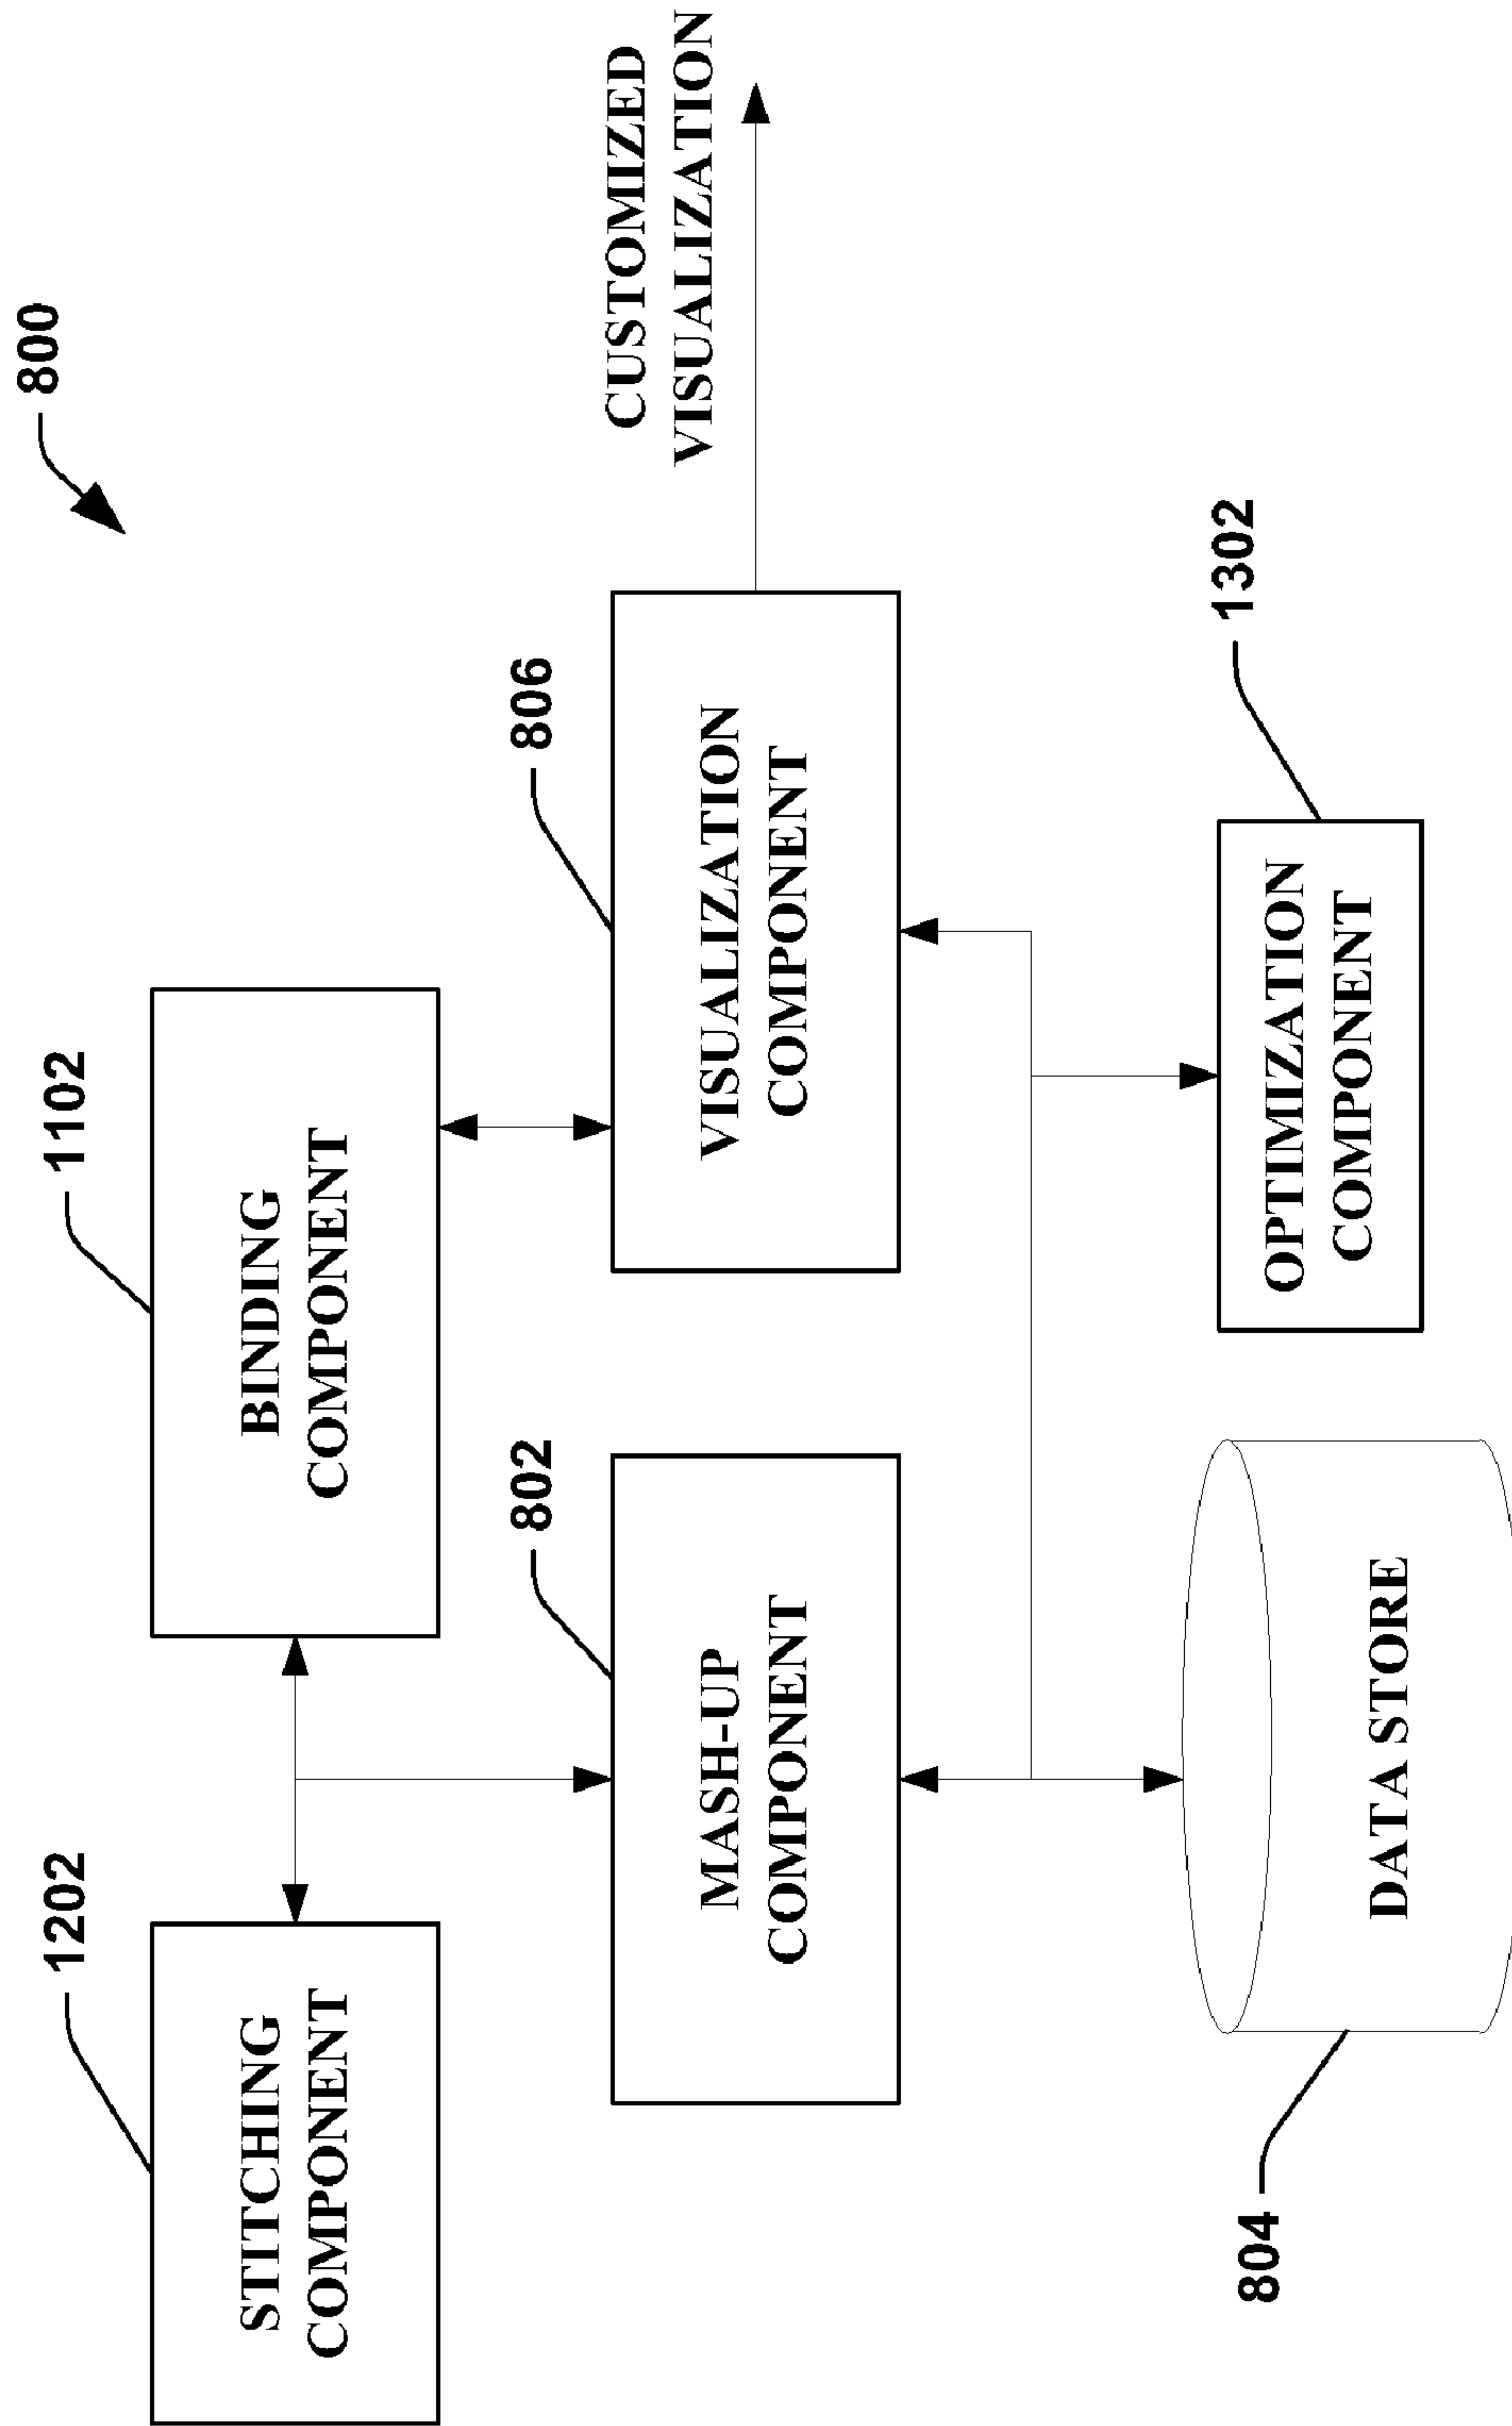 800
1202
STITCHING
COMPONENT
1102
BINDING
COMPONENT
802
MASH-UP
COMPONENT
806
VISUALIZATION
COMPONENT
CUSTOMIZED
VISUALIZATION
804
DATA STORE
1302
OPTIMIZATION
COMPONENT